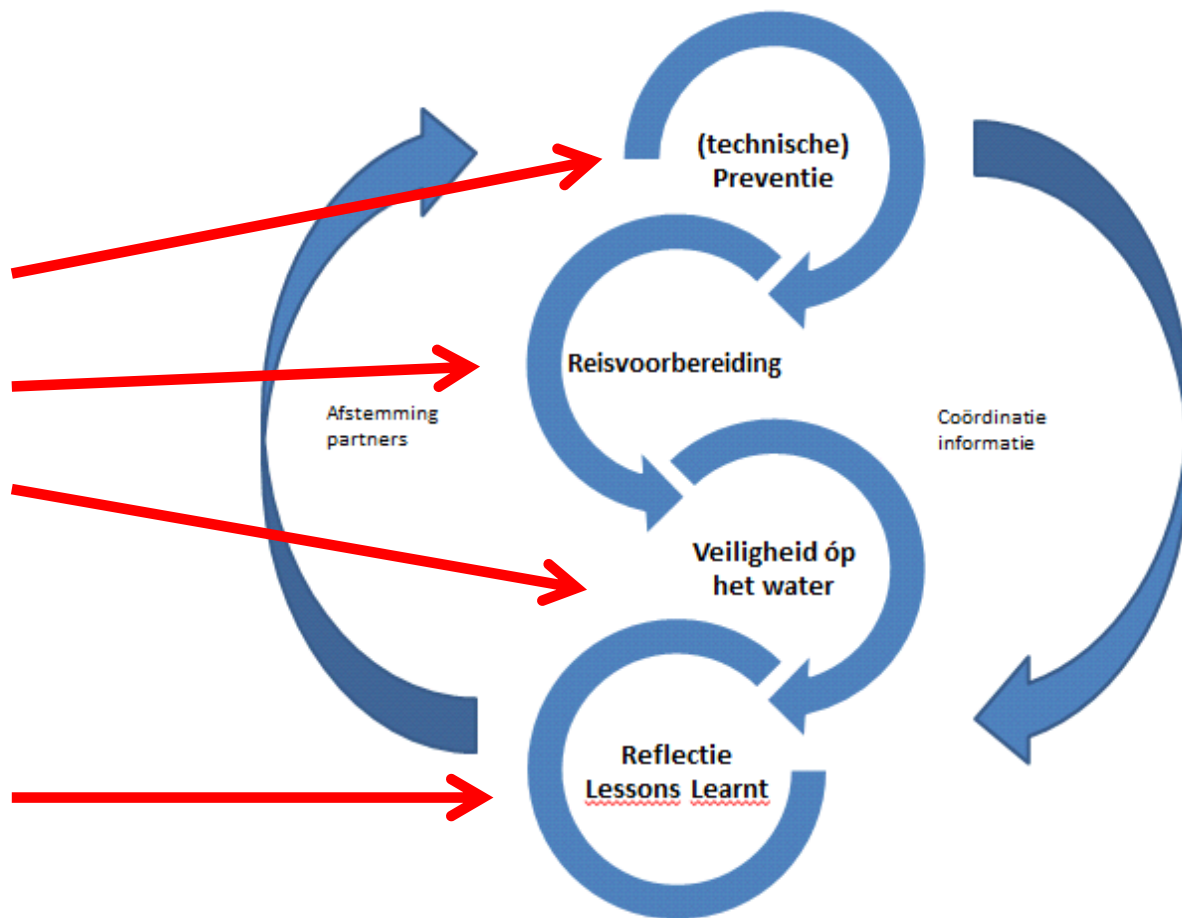 (technische)
Preventie
Reisvoorbereiding
Afstemming
partners
Coördinatie
informatie
Veiligheid óp
het water
Reflectie
Lessons Learnt